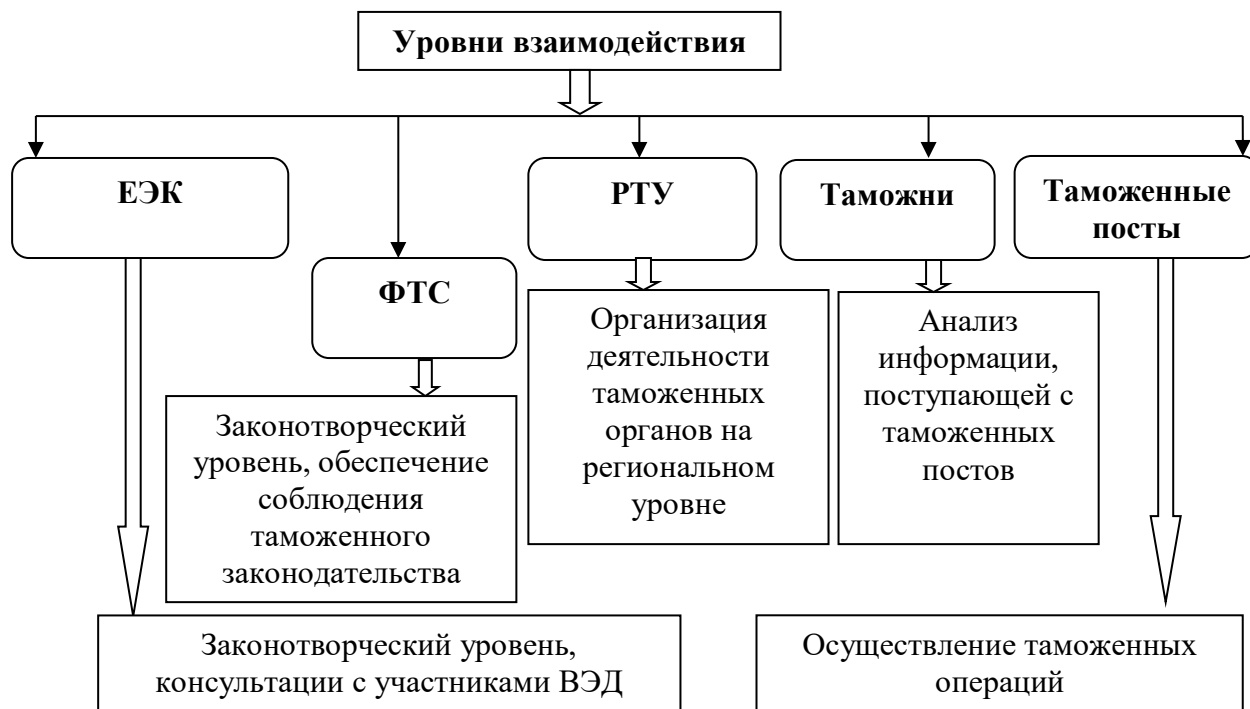 Уровни взаимодействия
ЕЭК
РТУ
Таможни
Таможенные
посты
ФТС
Организация
деятельности
таможенных
органов на
региональном
уровне
Анализ
информации,
поступающей с
таможенных
постов
Законотворческий
уровень, обеспечение
соблюдения
таможенного
законодательства
Законотворческий уровень,
консультации с участниками ВЭД
Осуществление таможенных
операций